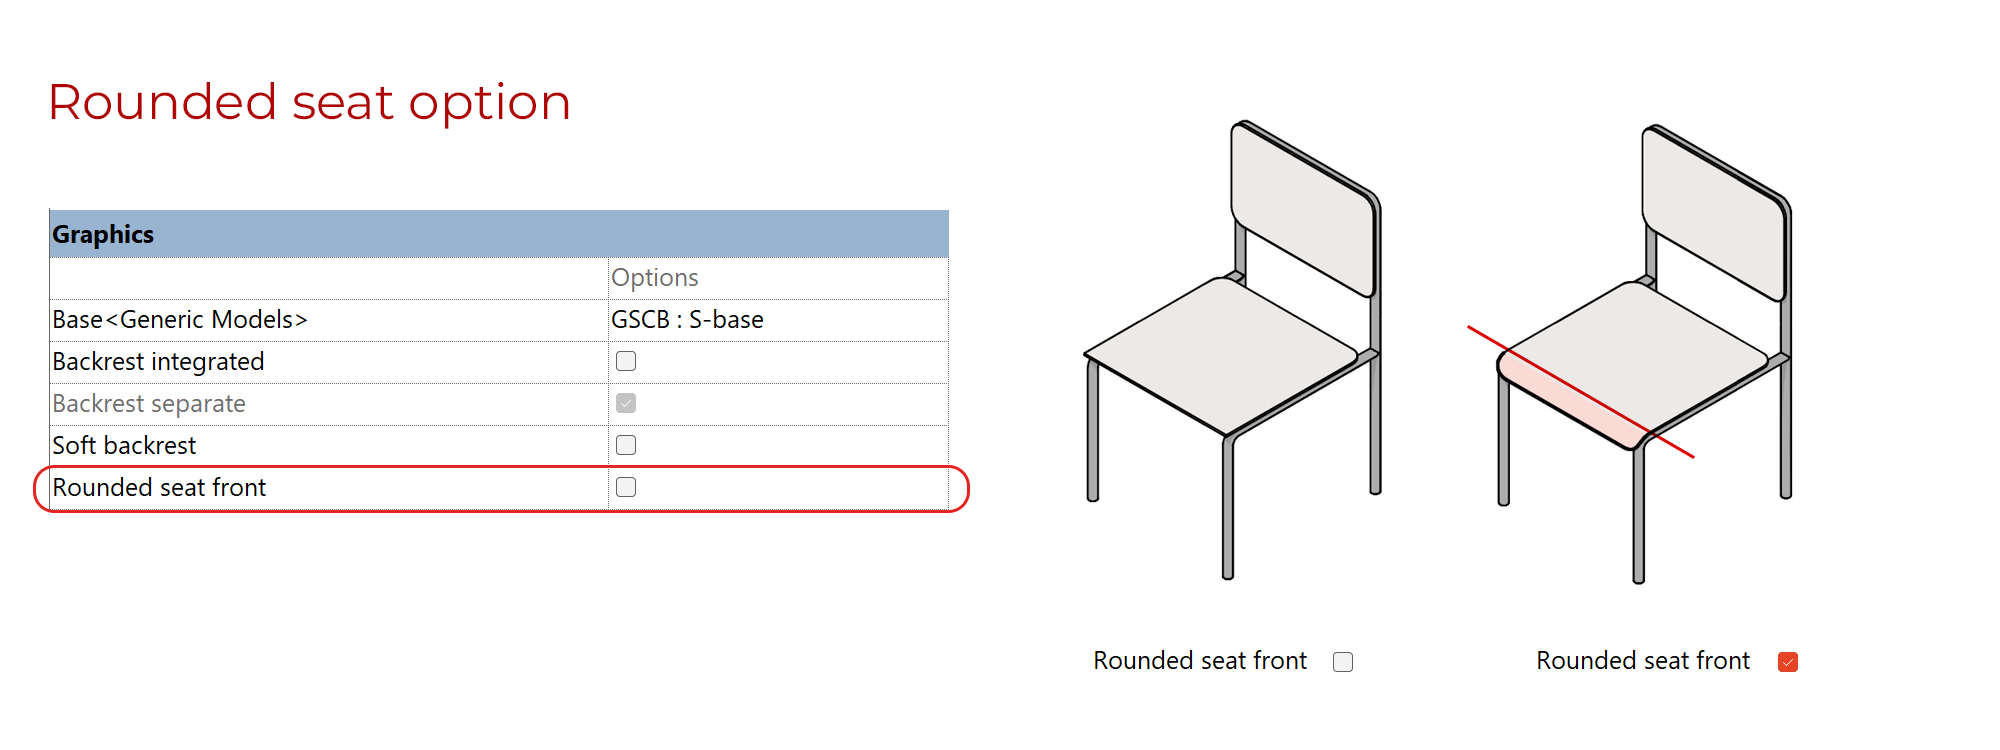 Rounded seat option
Graphics
Options
Base<Generic Models> GSCB : S-base
Backrest integrated
Backrest separate
Soft backrest
Rounded seat front
Rounded seat front
Rounded seat front